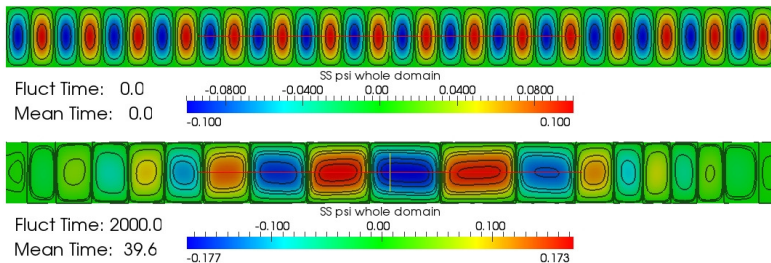 SS psi whole domain
Fluct Time: 0.0
-0.0800 -0.0400 0.00 0.0400 0.0800
Mean Time: 0.0
-0.100 0.100
SS psi whole domain
Fluct Time: 2000.0
-0.100 0.00 0.100
Mean Time: 39.6
-0.177 0.173